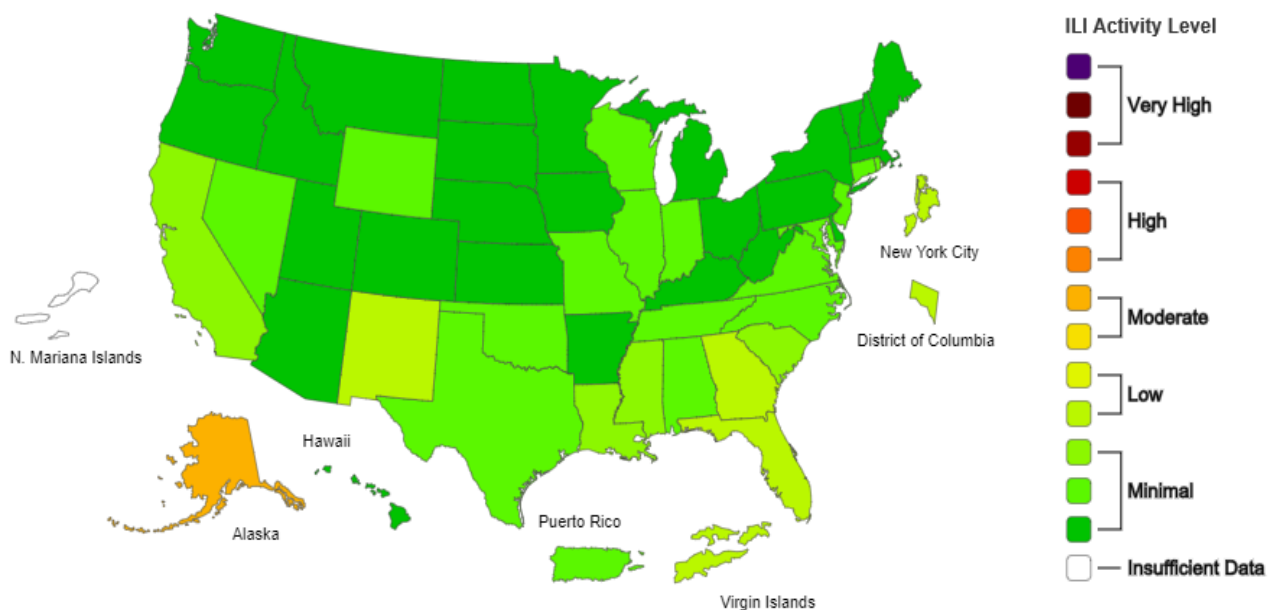 ILI Activity Level
Very High
High
Moderate
Low
Minimal
Insufficient Data
New York City
District of Columbia
N. Mariana Islands
Hawaii
Alaska
Puerto Rico
Virgin Islands